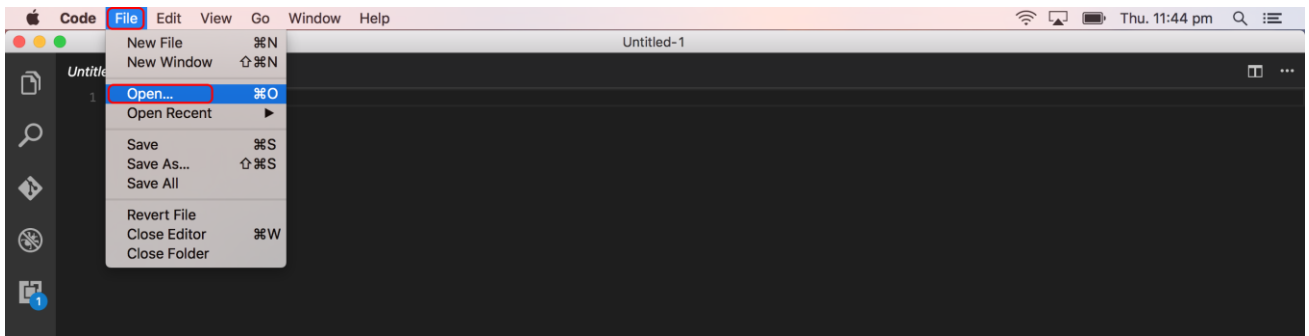 Code File Edit View Go Window Help Thu. 11:44 pm
Untitled-1
New File ⌘N
New Window ⇧⌘N
Open... ⌘O
Open Recent ▶
Save ⌘S
Save As... ⇧⌘S
Save All
Revert File
Close Editor ⌘W
Close Folder
1
1